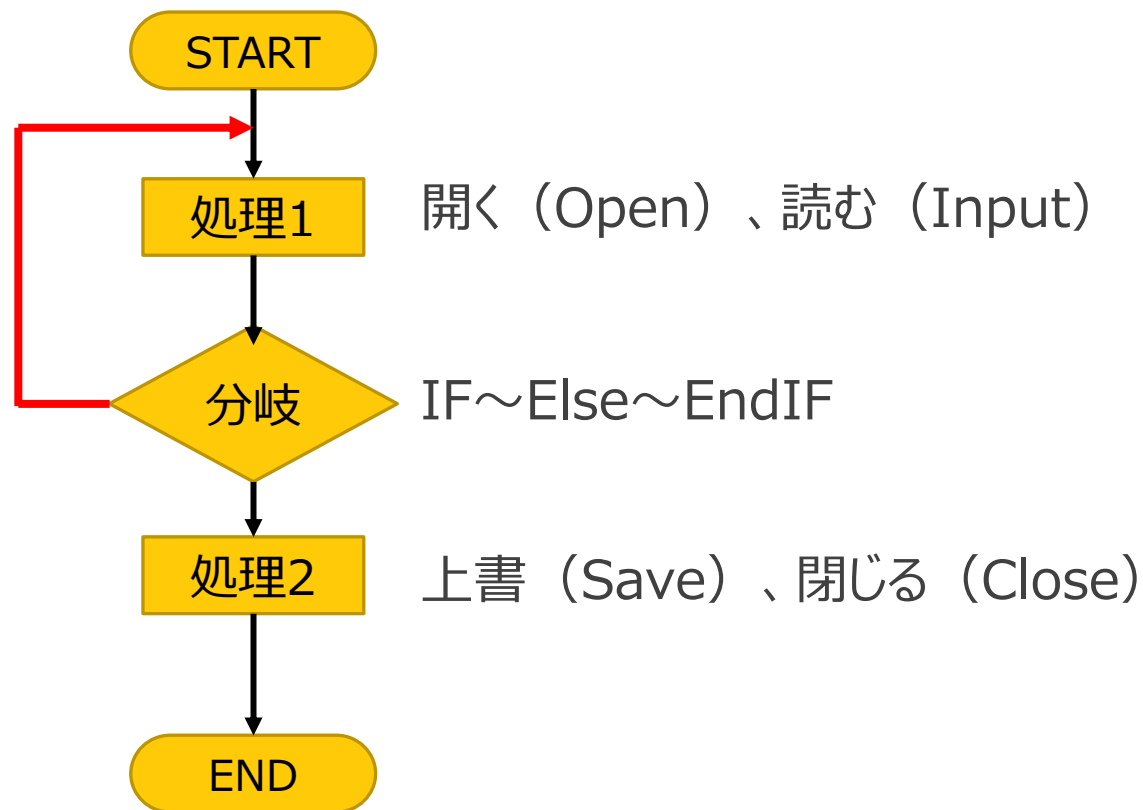 START
処理1
開く（Open）、読む（Input）
分岐
IF～Else～EndIF
処理2
上書（Save）、閉じる（Close）
END